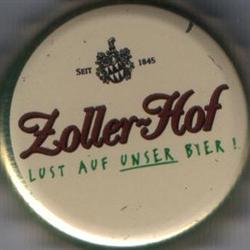 SEIT 1845
Zoller-Hof
LUST AUF UNSER BIER!